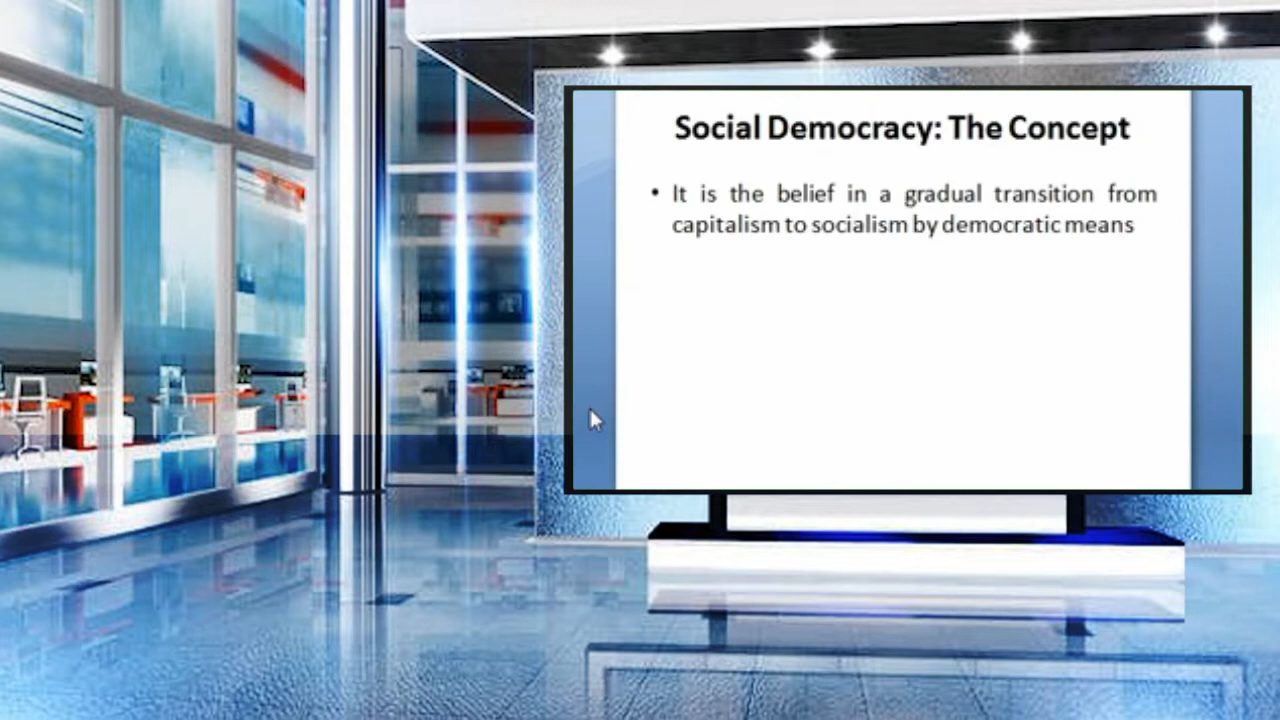 Social Democracy: The Concept
• It is the belief in a gradual transition from
capitalism to socialism by democratic means